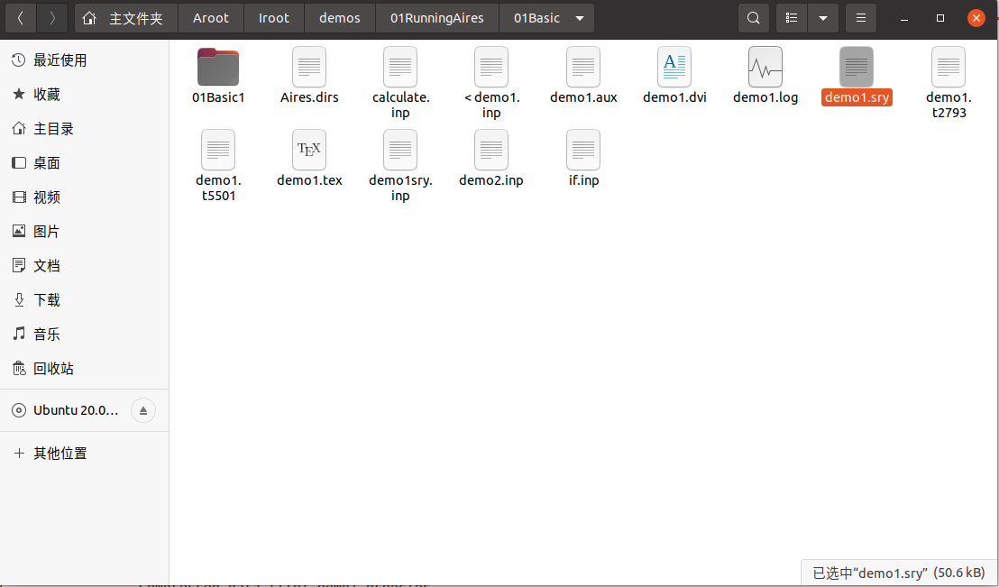 主文件夹 Aroot Iroot demos 01RunningAires 01Basic
最近使用
收藏
主目录
桌面
视频
图片
文档
下载
音乐
回收站
Ubuntu 20.0...
其他位置
01Basic1
Aires.dirs
calculate.
inp
< demo1.
inp
demo1.aux
demo1.dvi
demo1.log
demo1.sry
demo1.
t2793
demo1.
t5501
TEX
demo1.tex
demo1sry.
inp
demo2.inp
if.inp
已选中“demo1.sry” (50.6 kB)